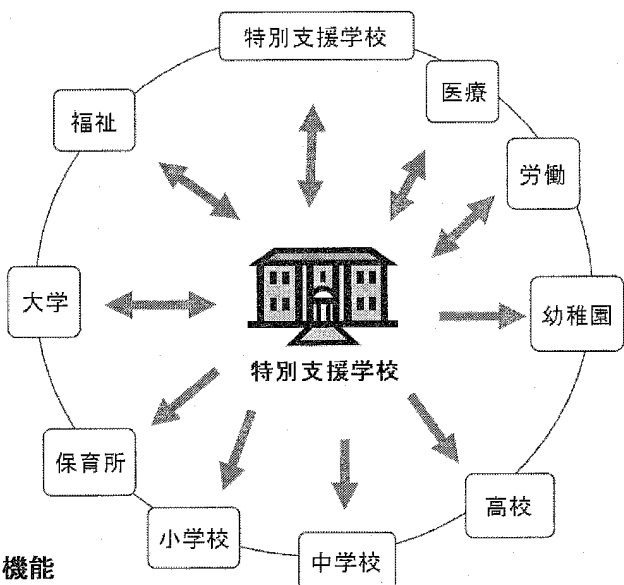 特別支援学校
医療
福祉
労働
大学
幼稚園
特別支援学校
保育所
高校
小学校
中学校
機能